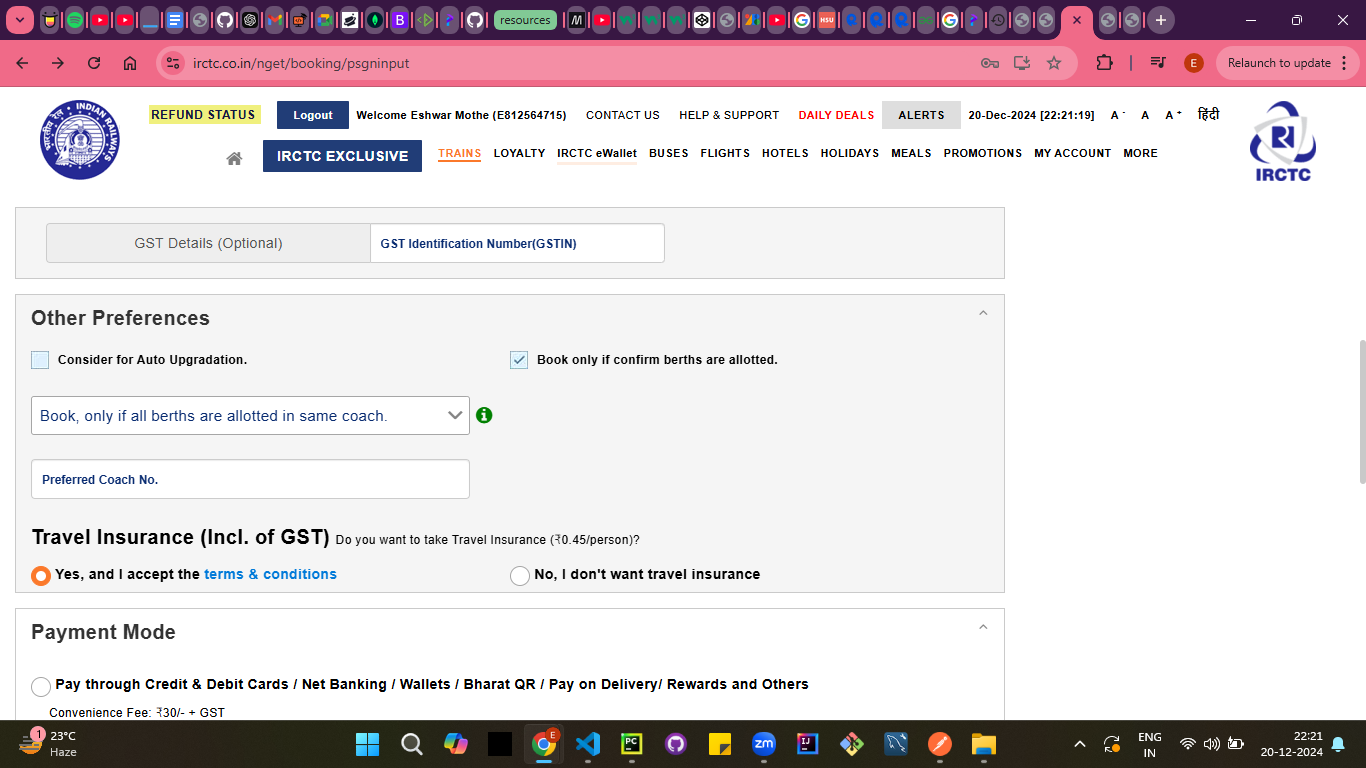 resources
irctc.co.in/nget/booking/psgninput
E
Relaunch to update
INDIAN RAILWAYS
भारतीय रेल
REFUND STATUS
Logout
Welcome Eshwar Mothe (E812564715)
CONTACT US
HELP & SUPPORT
DAILY DEALS
ALERTS
20-Dec-2024 [22:21:19]
A -
A
A +
हिंदी
IRCTC EXCLUSIVE
TRAINS
LOYALTY
IRCTC eWallet
BUSES
FLIGHTS
HOTELS
HOLIDAYS
MEALS
PROMOTIONS
MY ACCOUNT
MORE
IRCTC
GST Details (Optional)
GST Identification Number(GSTIN)
Other Preferences
Consider for Auto Upgradation.
Book only if confirm berths are allotted.
Book, only if all berths are allotted in same coach.
Preferred Coach No.
Travel Insurance (Incl. of GST) Do you want to take Travel Insurance (₹0.45/person)?
Yes, and I accept the terms & conditions
No, I don't want travel insurance
Payment Mode
Pay through Credit & Debit Cards / Net Banking / Wallets / Bharat QR / Pay on Delivery/ Rewards and Others
Convenience Fee: ₹30/- + GST
1
23°C
Haze
E
PC
zm
IJ
ENG
IN
22:21
20-12-2024